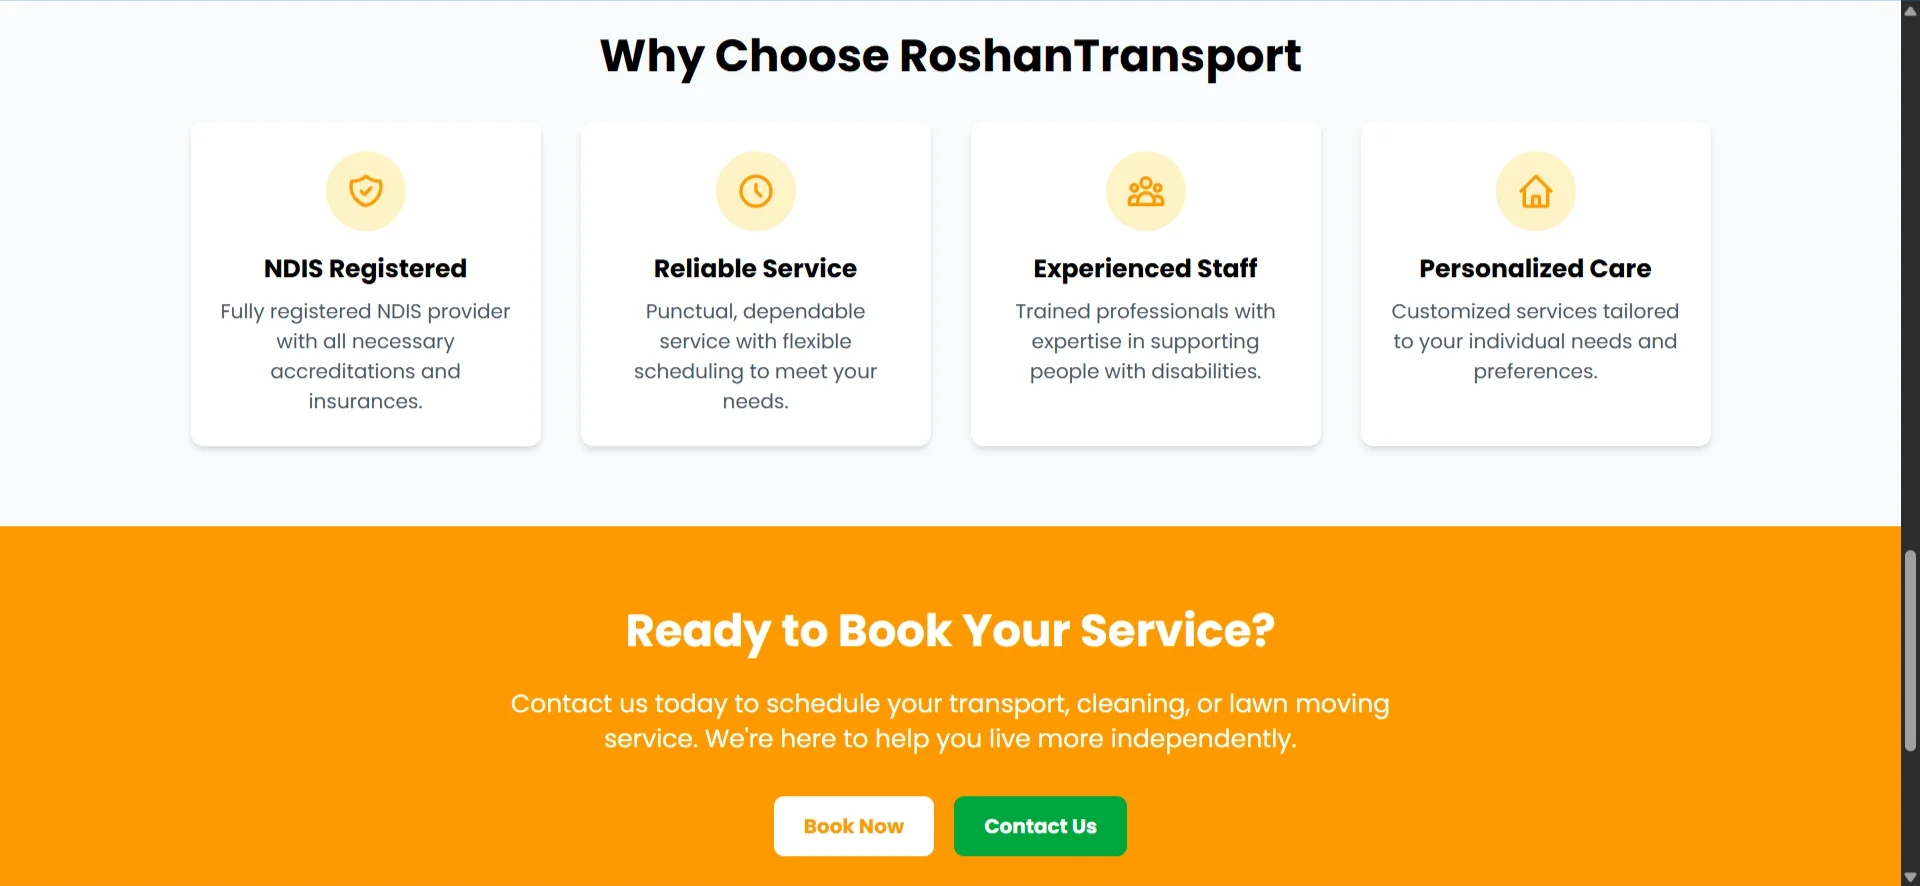 Why Choose RoshanTransport
NDIS Registered
Fully registered NDIS provider
with all necessary
accreditations and
insurances.
Reliable Service
Punctual, dependable
service with flexible
scheduling to meet your
needs.
Experienced Staff
Trained professionals with
expertise in supporting
people with disabilities.
Personalized Care
Customized services tailored
to your individual needs and
preferences.
Ready to Book Your Service?
Contact us today to schedule your transport, cleaning, or lawn moving
service. We're here to help you live more independently.
Book Now
Contact Us